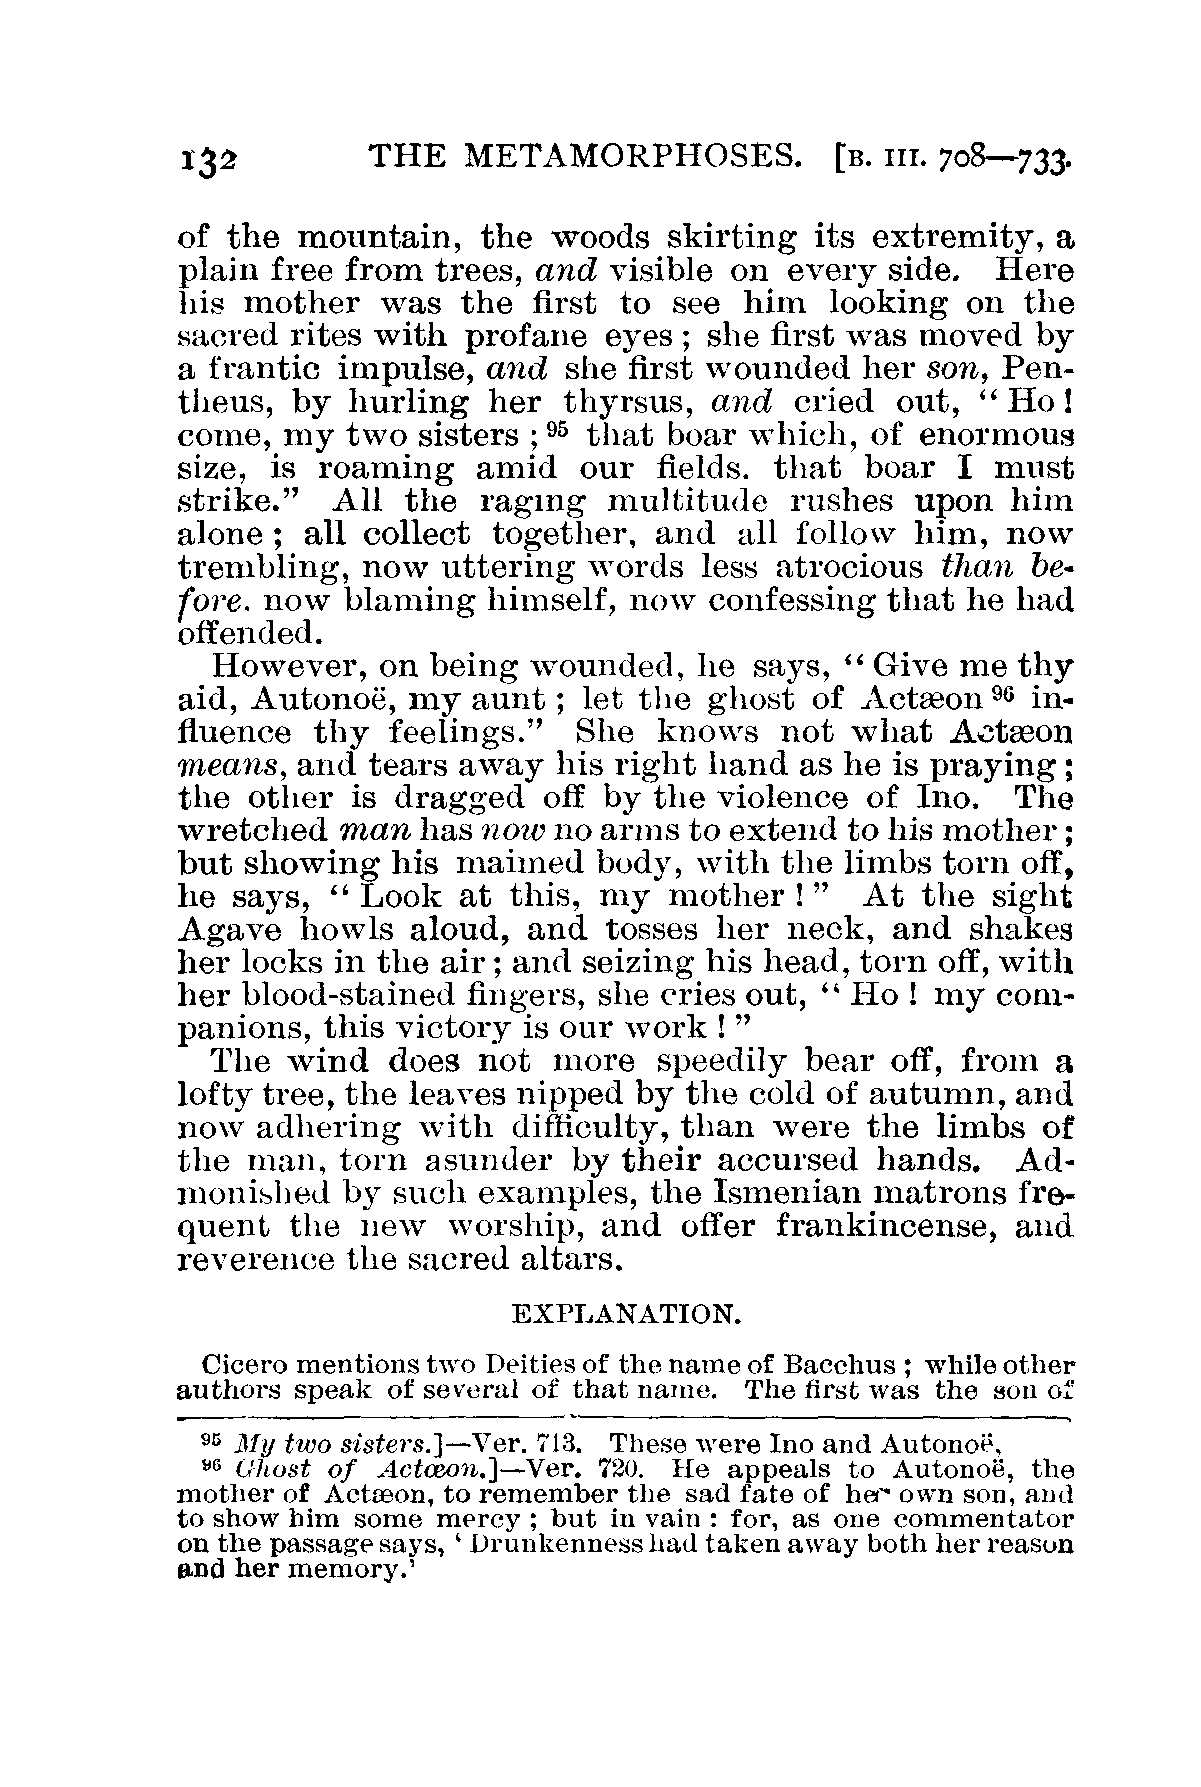 132 THE METAMORPHOSES. [B. III. 708—733.
of the mountain, the woods skirting its extremity, a
plain free from trees, and visible on every side. Here
his mother was the first to see him looking on the
sacred rites with profane eyes ; she first was moved by
a frantic impulse, and she first wounded her son, Pen-
theus, by hurling her thyrsus, and cried out, “ Ho !
come, my two sisters ; 95 that boar which, of enormous
size, is roaming amid our fields. that boar I must
strike.” All the raging multitude rushes upon him
alone ; all collect together, and all follow him, now
trembling, now uttering words less atrocious than be-
fore. now blaming himself, now confessing that he had
offended.
However, on being wounded, he says, “ Give me thy
aid, Autonoë, my aunt ; let the ghost of Actæon 96 in-
fluence thy feelings.” She knows not what Actæon
means, and tears away his right hand as he is praying ;
the other is dragged off by the violence of Ino. The
wretched man has now no arms to extend to his mother ;
but showing his maimed body, with the limbs torn off,
he says, “ Look at this, my mother ! ” At the sight
Agave howls aloud, and tosses her neck, and shakes
her locks in the air ; and seizing his head, torn off, with
her blood-stained fingers, she cries out, “ Ho ! my com-
panions, this victory is our work ! ”
The wind does not more speedily bear off, from a
lofty tree, the leaves nipped by the cold of autumn, and
now adhering with difficulty, than were the limbs of
the man, torn asunder by their accursed hands. Ad-
monished by such examples, the Ismenian matrons fre-
quent the new worship, and offer frankincense, and
reverence the sacred altars.
EXPLANATION.
Cicero mentions two Deities of the name of Bacchus ; while other
authors speak of several of that name. The first was the son of
95 My two sisters.]—Ver. 713. These were Ino and Autonoë.
96 Ghost of Actæon.]—Ver. 720. He appeals to Autonoë, the
mother of Actæon, to remember the sad fate of her own son, and
to show him some mercy ; but in vain : for, as one commentator
on the passage says, ‘ Drunkenness had taken away both her reason
and her memory.’